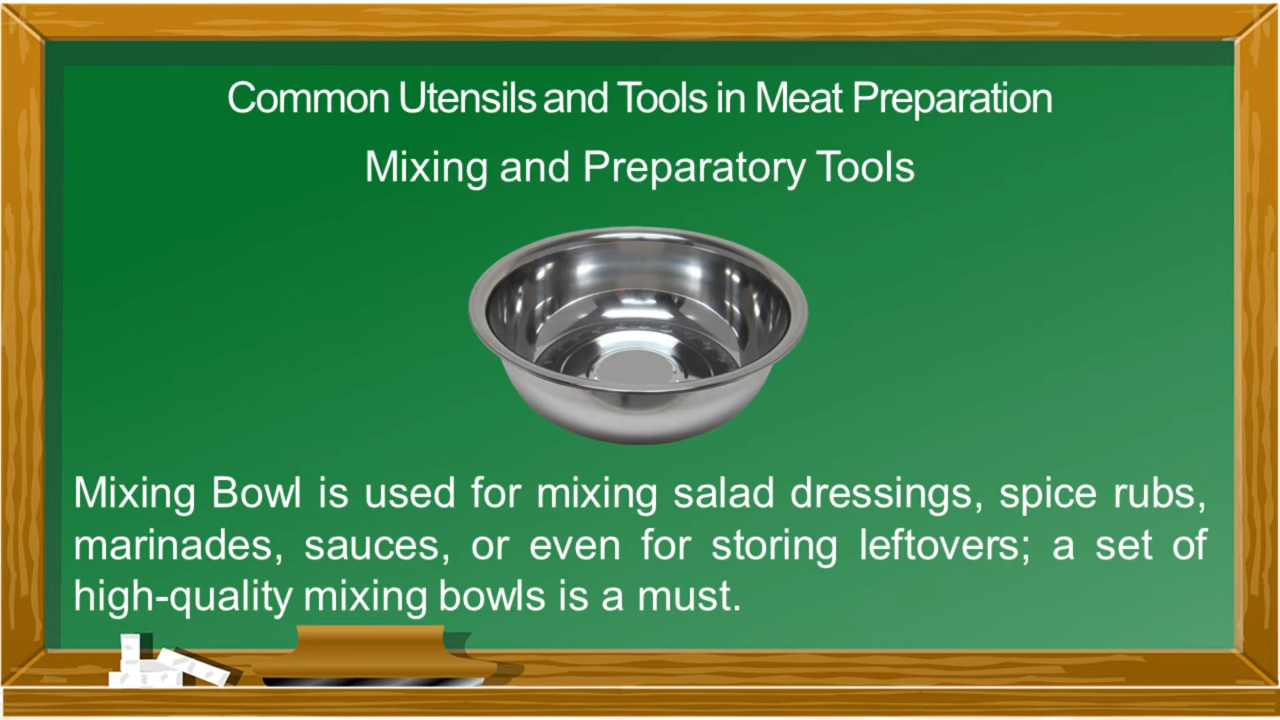 Common Utensils and Tools in Meat Preparation
Mixing and Preparatory Tools
Mixing Bowl is used for mixing salad dressings, spice rubs,
marinades, sauces, or even for storing leftovers; a set of
high-quality mixing bowls is a must.